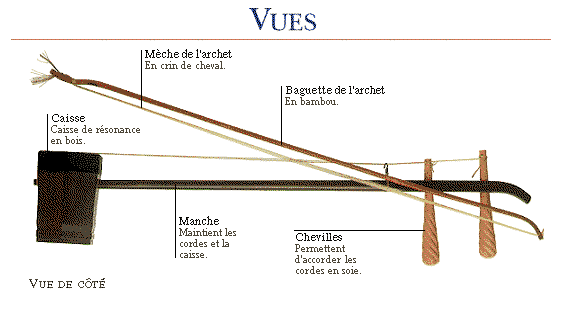 VUES
Mèche de l'archet
En crin de cheval.
Baguette de l'archet
En bambou.
Caisse
Caisse de résonance
en bois.
Manche
Maintient les
cordes et la
caisse.
Chevilles
Permettent
d'accorder les
cordes en soie.
VUE DE CÔTÉ